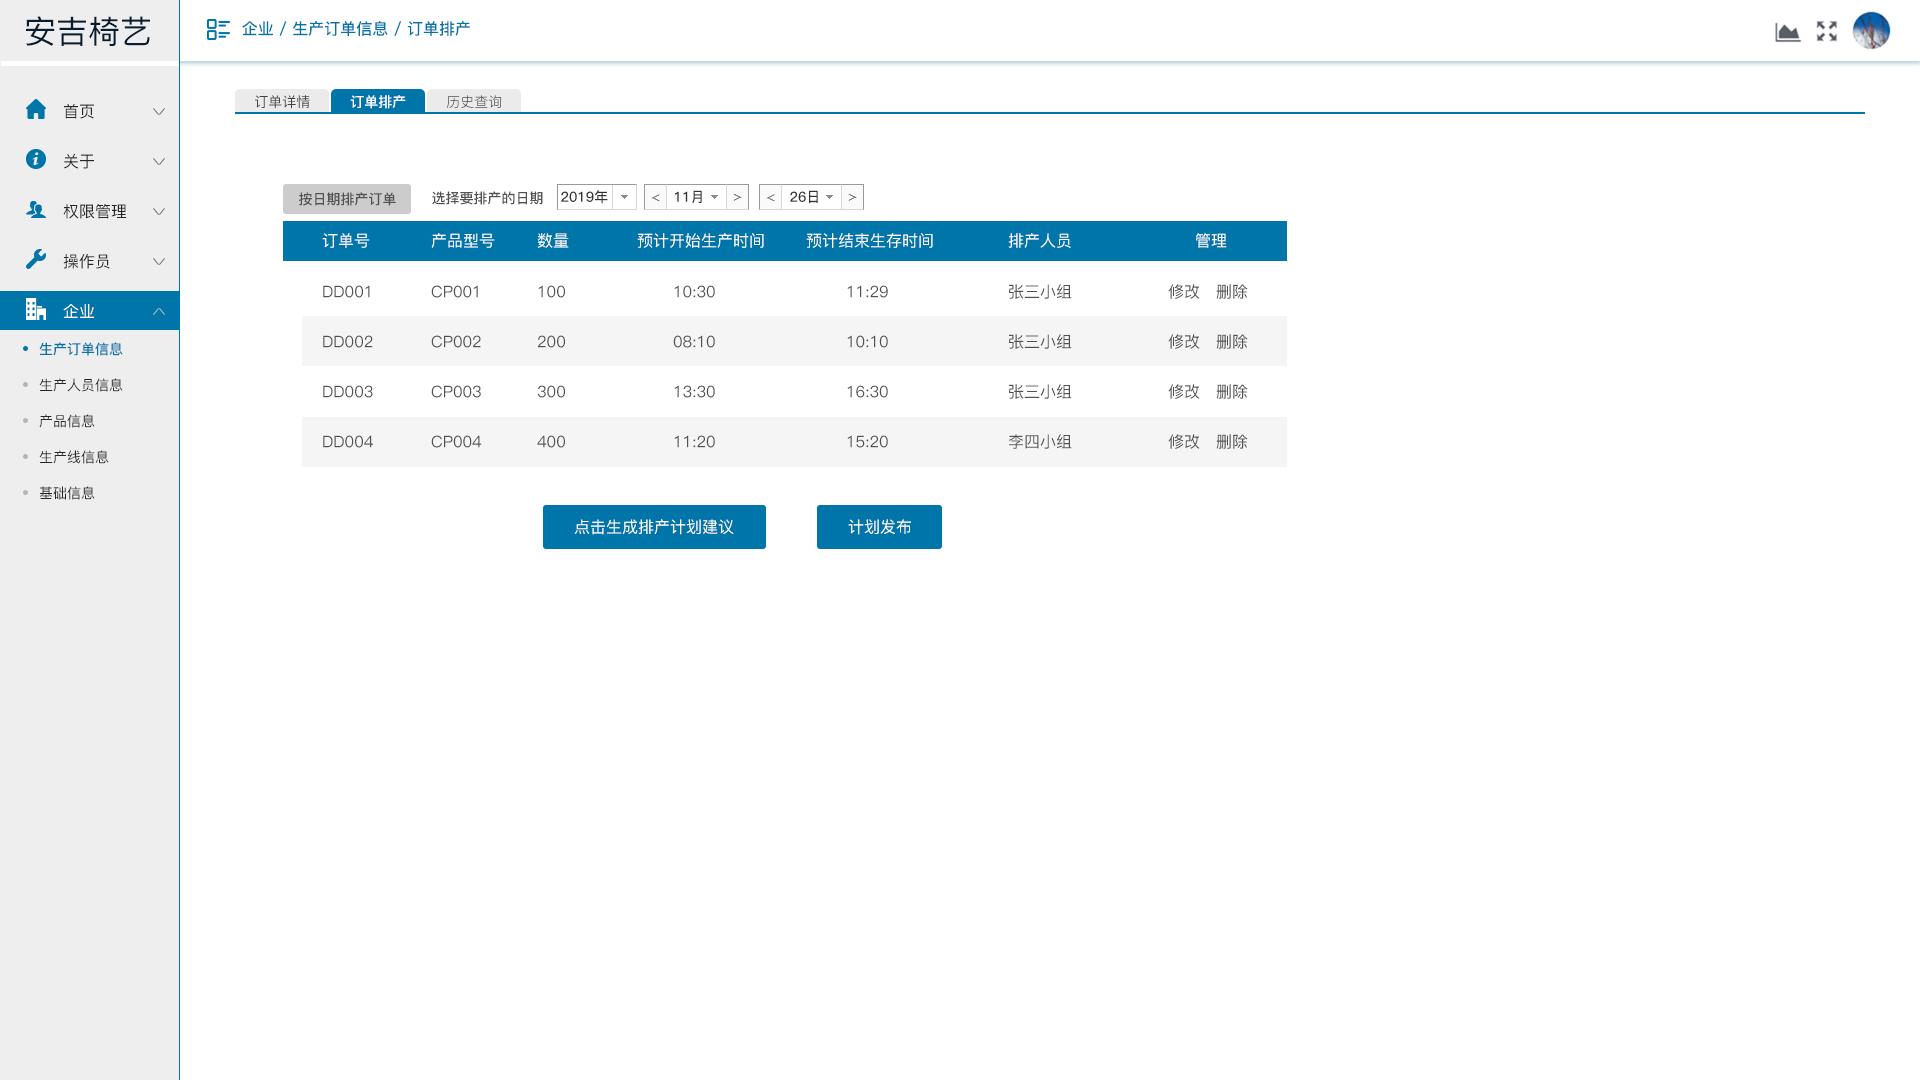 安吉椅艺
企业 / 生产订单信息 / 订单排产
首页
关于
权限管理
操作员
企业
生产订单信息
生产人员信息
产品信息
生产线信息
基础信息
订单详情 订单排产 历史查询
按日期排产订单 选择要排产的日期 2019年 < 11月 > < 26日 >
订单号 产品型号 数量 预计开始生产时间 预计结束生存时间 排产人员 管理
DD001 CP001 100 10:30 11:29 张三小组 修改 删除
DD002 CP002 200 08:10 10:10 张三小组 修改 删除
DD003 CP003 300 13:30 16:30 张三小组 修改 删除
DD004 CP004 400 11:20 15:20 李四小组 修改 删除
点击生成排产计划建议 计划发布